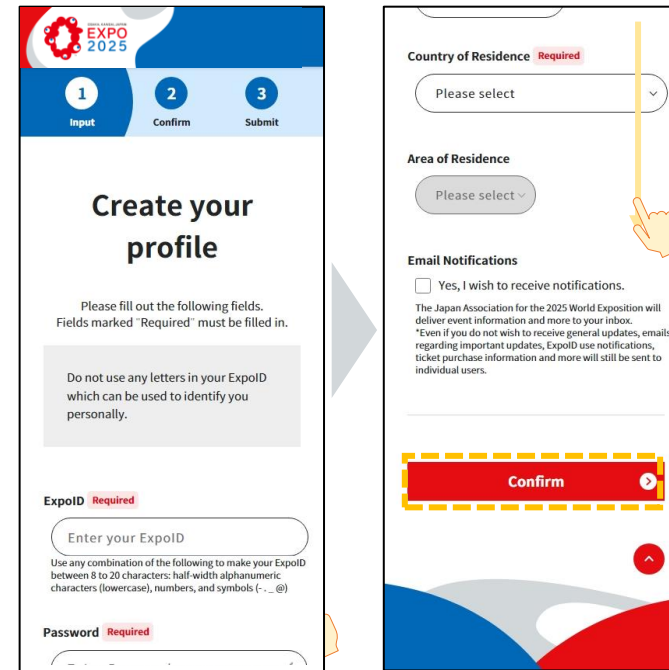 OSAKA, KANSAI, JAPAN
EXPO
2025
1
2
3
Input
Confirm
Submit
Create your
profile
Please fill out the following fields.
Fields marked "Required" must be filled in.
Do not use any letters in your ExpoID
which can be used to identify you
personally.
ExpoID Required
Enter your ExpoID
Use any combination of the following to make your ExpoID
between 8 to 20 characters: half-width alphanumeric
characters (lowercase), numbers, and symbols (- . _ @)
Password Required
Country of Residence Required
Please select
Area of Residence
Please select
Email Notifications
Yes, I wish to receive notifications.
The Japan Association for the 2025 World Exposition will
deliver event information and more to your inbox.
*Even if you do not wish to receive general updates, emails
regarding important updates, ExpoID use notifications,
ticket purchase information and more will still be sent to
individual users.
Confirm